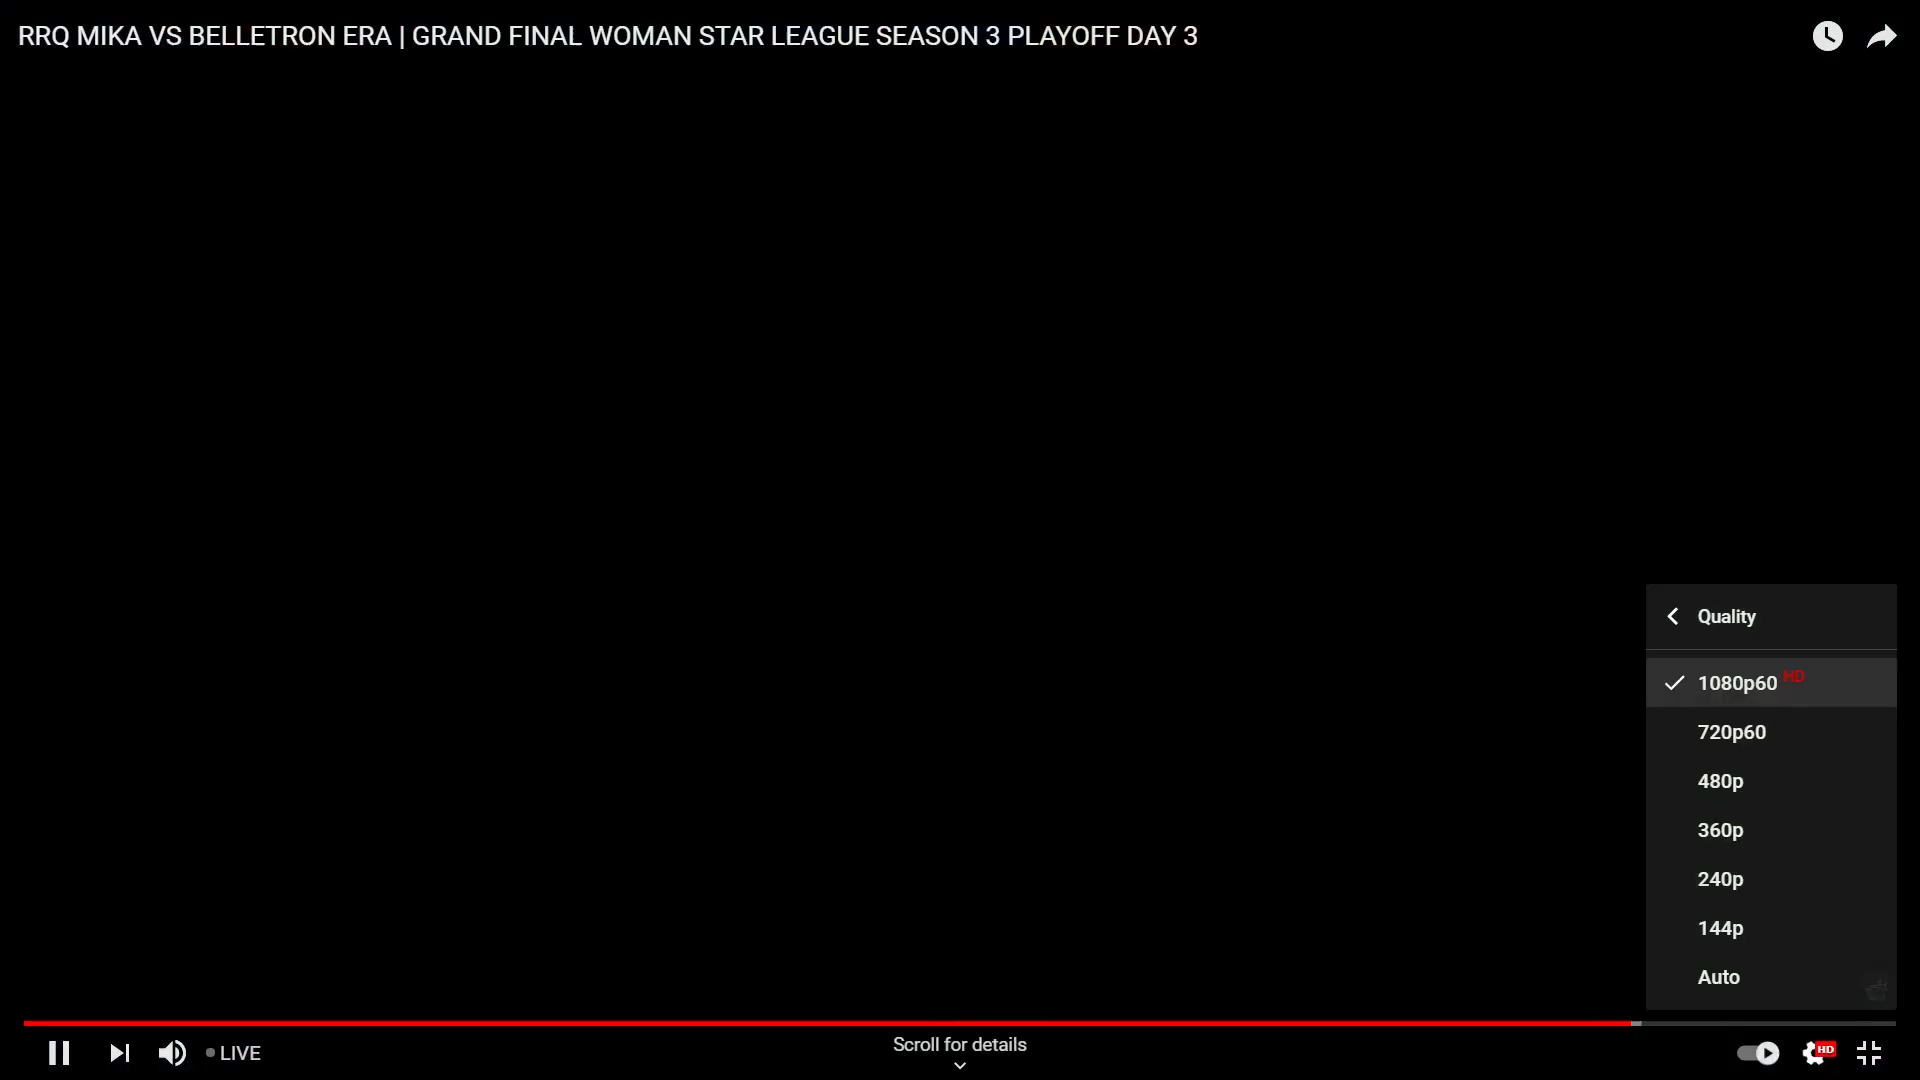 RRQ MIKA VS BELLETRON ERA | GRAND FINAL WOMAN STAR LEAGUE SEASON 3 PLAYOFF DAY 3
Quality
1080p60 HD
720p60
480p
360p
240p
144p
Auto
LIVE
Scroll for details
HD